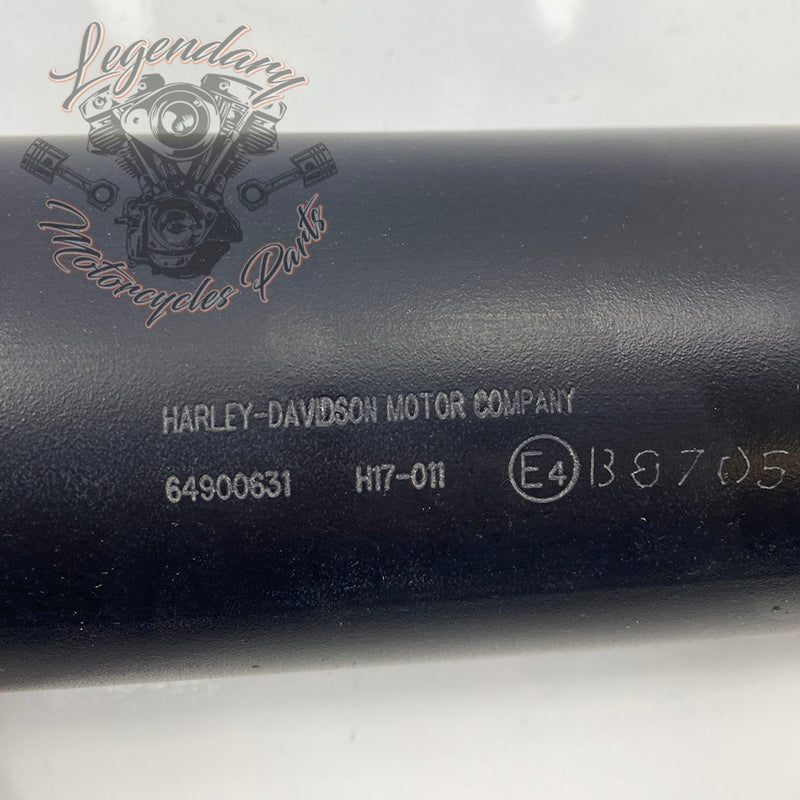 Legendary
Motorcycles Parts
HARLEY-DAVIDSON MOTOR COMPANY
64900631 H17-011 E4 B8705